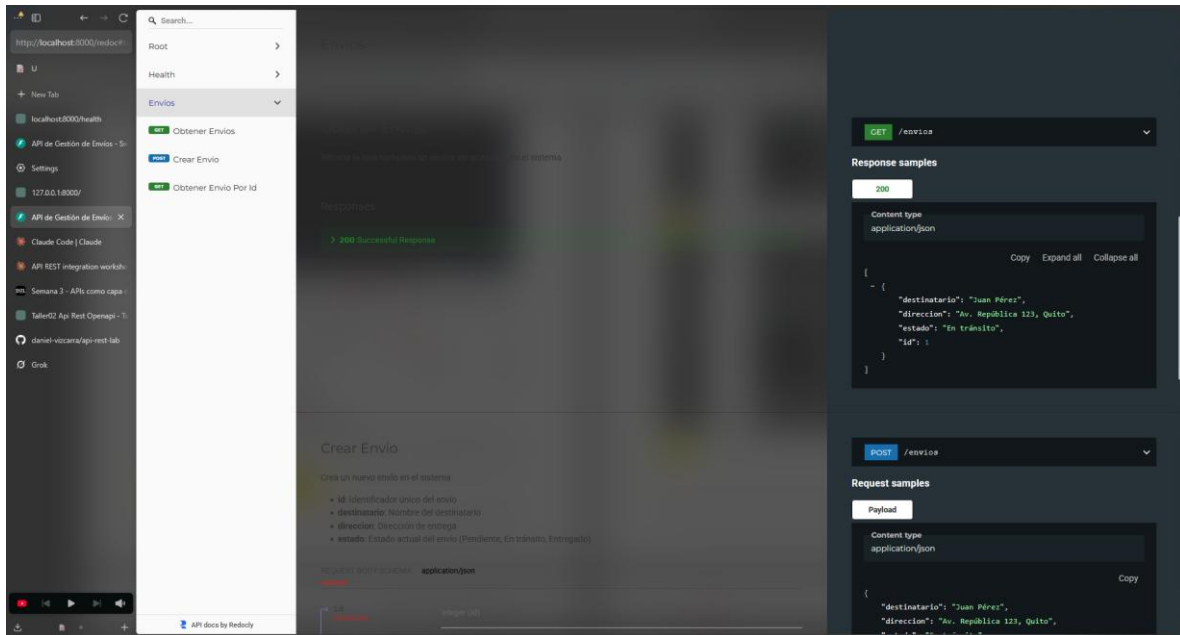 http://localhost:8000/redoc#
U
New Tab
localhost:8000/health
API de Gestión de Envíos - S
Settings
127.0.0.1:8000/
API de Gestión de Envíos
Claude Code | Claude
API REST integration worksh
Semana 3 - APIs como capa
Taller02 Api Rest Openapi - T
daniel-vizcarra/api-rest-lab
Grok
Search...
Root
Health
Envios
GET Obtener Envios
POST Crear Envio
GET Obtener Envio Por Id
API docs by Redocly
el sistema
Responses
200 Successful Response
Crear Envio
Crea un nuevo envío en el sistema
• id: Identificador único del envío
• destinatario: Nombre del destinatario
• direccion: Dirección de entrega
• estado: Estado actual del envío (Pendiente, En tránsito, Entregado)
REQUEST BODY SCHEMA: application/json
GET /envios
Response samples
200
Content type
application/json
Copy Expand all Collapse all
[
- {
"destinatario": "Juan Pérez",
"direccion": "Av. República 123, Quito",
"estado": "En tránsito",
"id": 1
}
]
POST /envios
Request samples
Payload
Content type
application/json
Copy
{
"destinatario": "Juan Pérez",
"direccion": "Av. República 123, Quito",